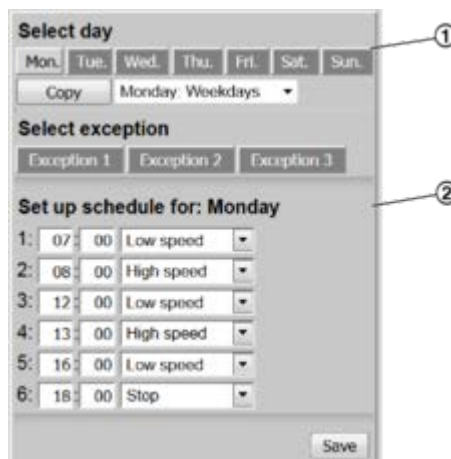 Select day
Mon. Tue. Wed. Thu. Fri. Sat. Sun.
Copy Monday: Weekdays
Select exception
Exception 1 Exception 2 Exception 3
Set up schedule for: Monday
1: 07: 00 Low speed
2: 08: 00 High speed
3: 12: 00 Low speed
4: 13: 00 High speed
5: 16: 00 Low speed
6: 18: 00 Stop
Save
1
2